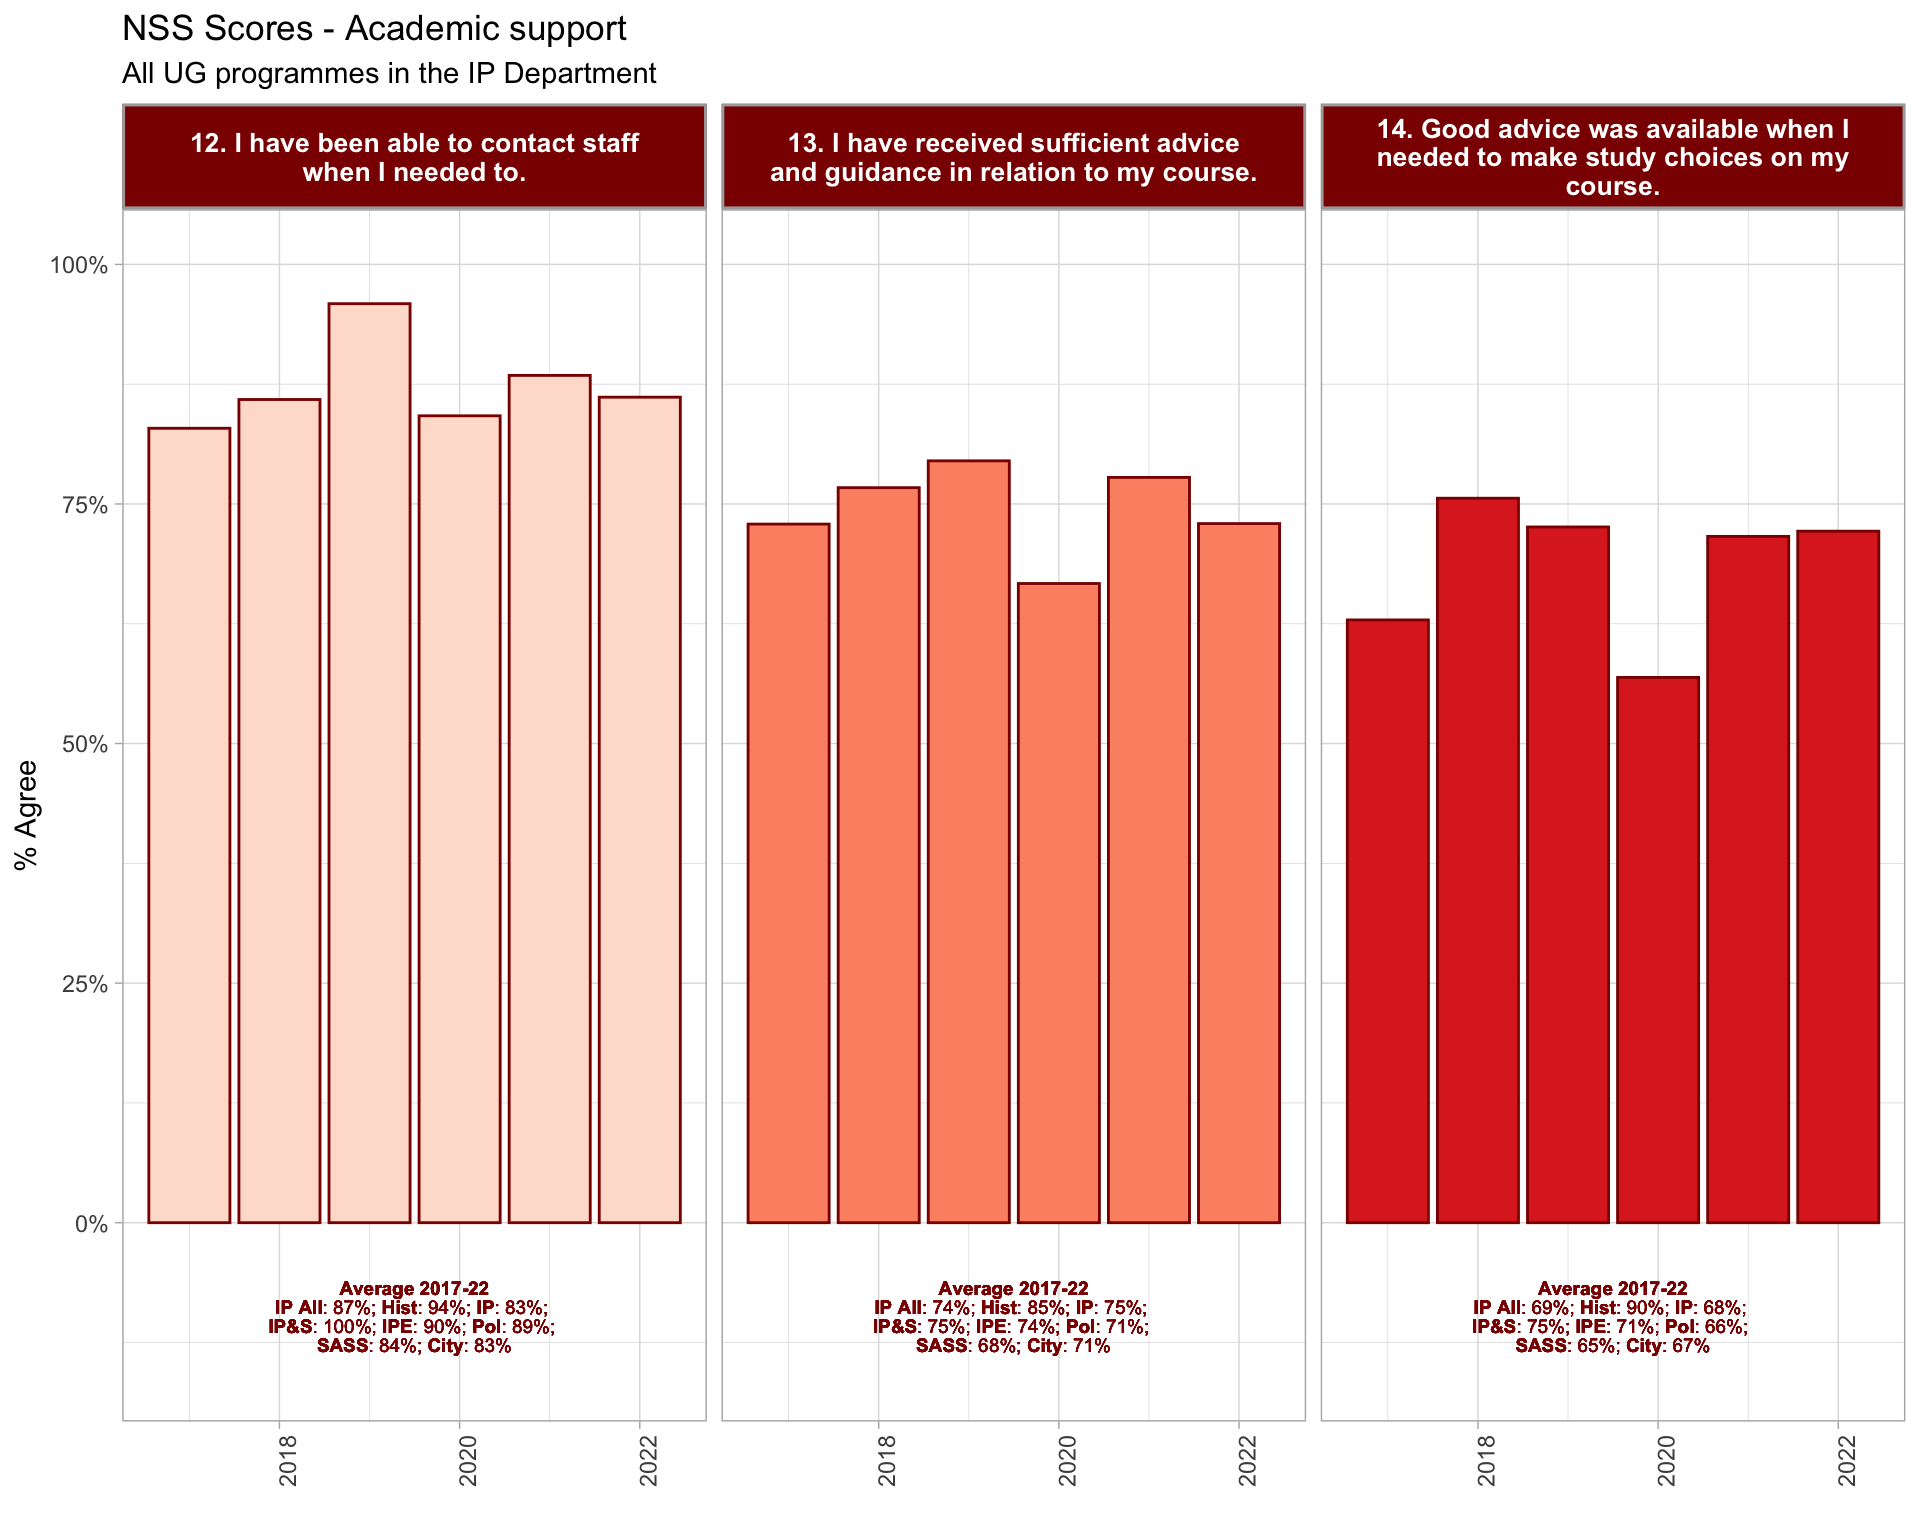 NSS Scores - Academic support
All UG programmes in the IP Department
12. I have been able to contact staff
when I needed to.
13. I have received sufficient advice
and guidance in relation to my course.
14. Good advice was available when I
needed to make study choices on my
course.
% Agree
100%
75%
50%
25%
0%
Average 2017-22
IP All: 87%; Hist: 94%; IP: 83%;
IP&S: 100%; IPE: 90%; Pol: 89%;
SASS: 84%; City: 83%
Average 2017-22
IP All: 74%; Hist: 85%; IP: 75%;
IP&S: 75%; IPE: 74%; Pol: 71%;
SASS: 68%; City: 71%
Average 2017-22
IP All: 69%; Hist: 90%; IP: 68%;
IP&S: 75%; IPE: 71%; Pol: 66%;
SASS: 65%; City: 67%
2018
2020
2022
2018
2020
2022
2018
2020
2022